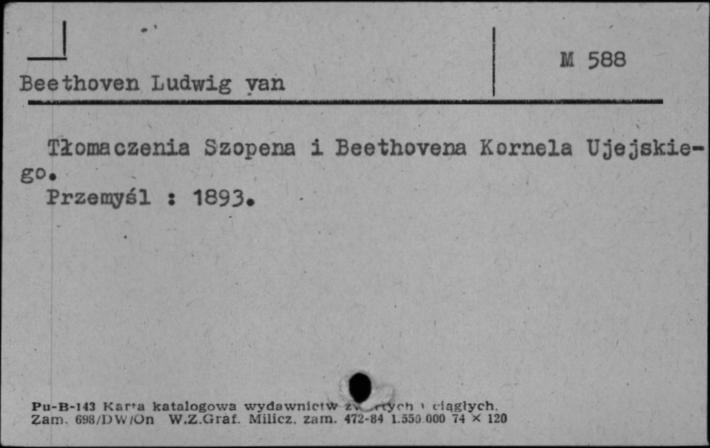 M 588
Beethoven Ludwig van
Tłomaczenia Szopena i Beethovena Kornela Ujejskie-
go.
Przemyśl : 1893.
Pu-B-143 Karta katalogowa wydawnictw ciągłych.
Zam. 698/DW/On W.Z.Graf. Milicz. zam. 472-84 1.550.000 74 × 120